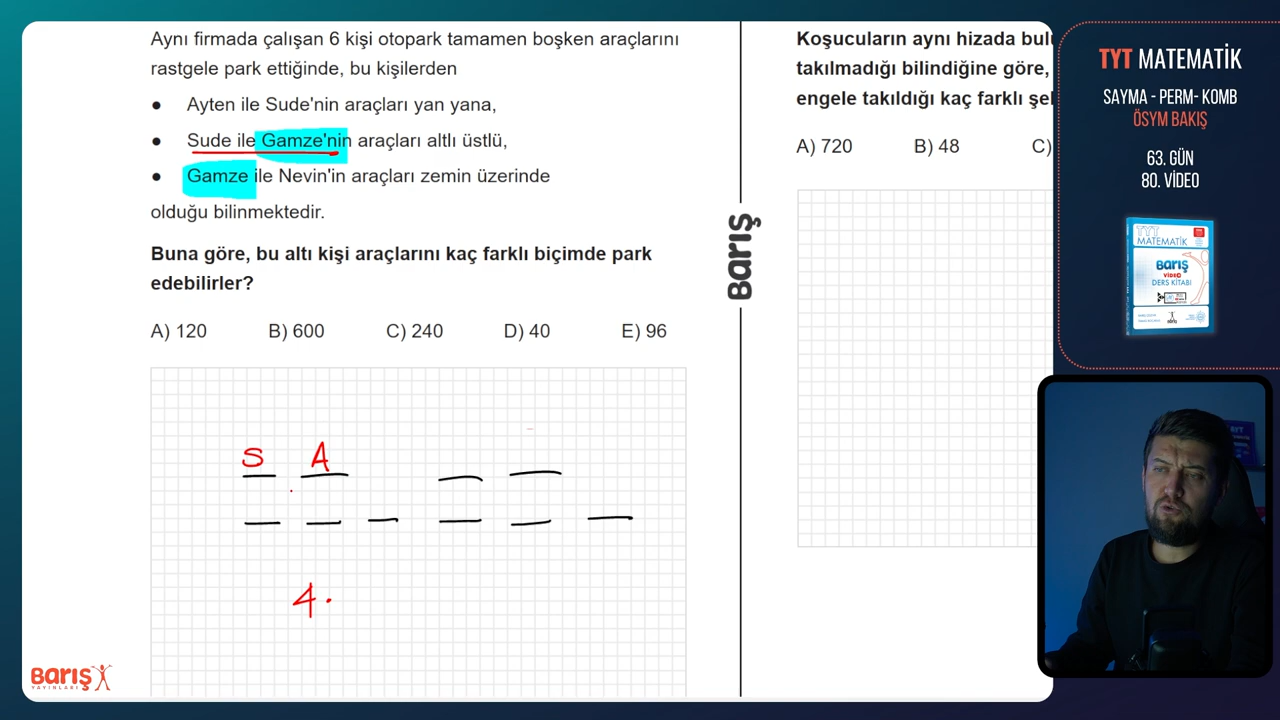 Aynı firmada çalışan 6 kişi otopark tamamen boşken araçlarını
rastgele park ettiğinde, bu kişilerden
● Ayten ile Sude'nin araçları yan yana,
● Sude ile Gamze'nin araçları altlı üstlü,
● Gamze ile Nevin'in araçları zemin üzerinde
olduğu bilinmektedir.
Buna göre, bu altı kişi araçlarını kaç farklı biçimde park
edebilirler?
A) 120 B) 600 C) 240 D) 40 E) 96
S A
4.
BARIŞ
YAYINLARI
BARIŞ
Koşucuların aynı hizada
takılmadığı bilindiğine göre,
engele takıldığı kaç farklı
A) 720 B) 48 C)
TYT MATEMATİK
SAYMA - PERM- KOMB
ÖSYM BAKIŞ
63. GÜN
80. VİDEO
TYT
MATEMATİK
BARIŞ
VİDEO
DERS KİTABI